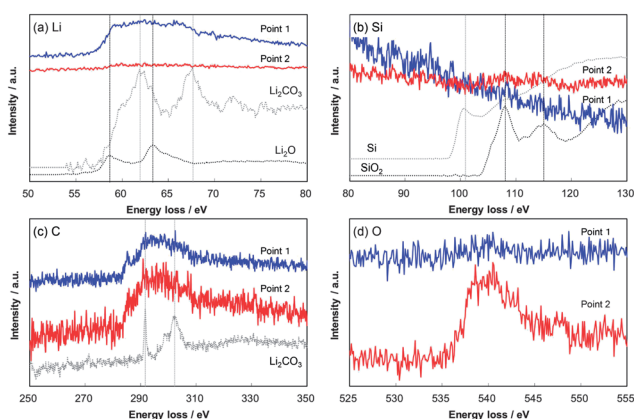 (a) Li
Point 1
Point 2
Li2CO3
Li2O
Intensity / a.u.
50 55 60 65 70 75 80
Energy loss / eV
(b) Si
Point 2
Point 1
Si
SiO2
Intensity / a.u.
80 90 100 110 120 130
Energy loss / eV
(c) C
Point 1
Point 2
Li2CO3
Intensity / a.u.
250 270 290 310 330 350
Energy loss / eV
(d) O
Point 1
Point 2
Intensity / a.u.
525 530 535 540 545 550 555
Energy loss / eV